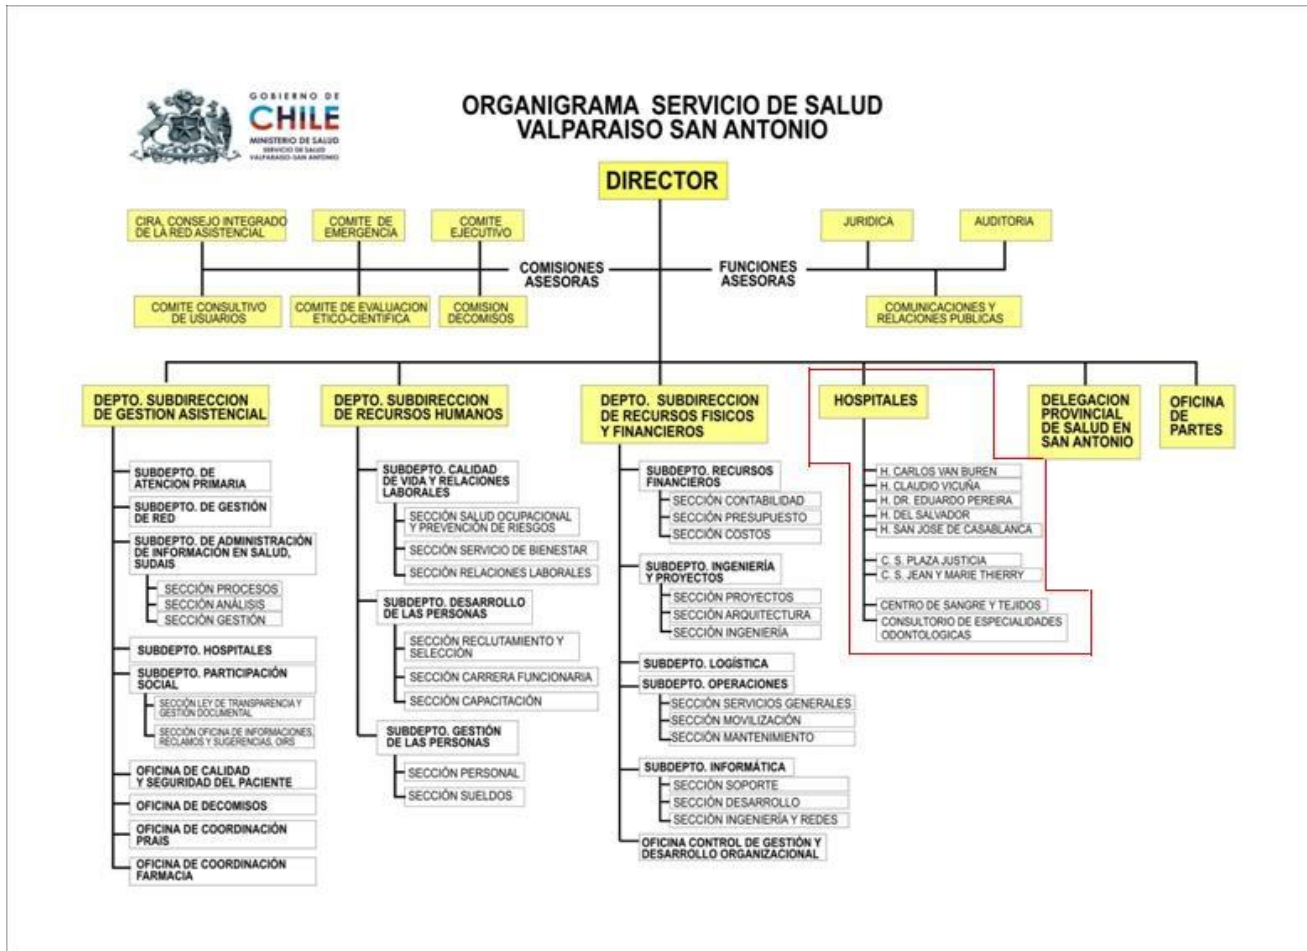 GOBIERNO DE
CHILE
MINISTERIO DE SALUD
SERVICIO DE SALUD
VALPARAISO SAN ANTONIO
ORGANIGRAMA SERVICIO DE SALUD
VALPARAISO SAN ANTONIO
DIRECTOR
CIRA, CONSEJO INTEGRADO
DE LA RED ASISTENCIAL
COMITE DE
EMERGENCIA
COMITE
EJECUTIVO
JURIDICA
AUDITORIA
COMISIONES
ASESORAS
FUNCIONES
ASESORAS
COMITE CONSULTIVO
DE USUARIOS
COMITE DE EVALUACION
ETICO-CIENTIFICA
COMISION
DECOMISOS
COMUNICACIONES Y
RELACIONES PUBLICAS
DEPTO. SUBDIRECCION
DE GESTION ASISTENCIAL
SUBDEPTO. DE
ATENCION PRIMARIA
SUBDEPTO. DE GESTIÓN
DE RED
SUBDEPTO. DE ADMINISTRACIÓN
DE INFORMACIÓN EN SALUD,
SUDAIS
SECCIÓN PROCESOS
SECCIÓN ANÁLISIS
SECCIÓN GESTIÓN
SUBDEPTO. HOSPITALES
SUBDEPTO. PARTICIPACIÓN
SOCIAL
SECCIÓN LEY DE TRANSPARENCIA Y
GESTIÓN DOCUMENTAL
SECCIÓN OFICINA DE INFORMACIONES,
RECLAMOS Y SUGERENCIAS, OIRS
OFICINA DE CALIDAD
Y SEGURIDAD DEL PACIENTE
OFICINA DE DECOMISOS
OFICINA DE COORDINACIÓN
PRAIS
OFICINA DE COORDINACIÓN
FARMACIA
DEPTO. SUBDIRECCION
DE RECURSOS HUMANOS
SUBDEPTO. CALIDAD
DE VIDA Y RELACIONES
LABORALES
SECCIÓN SALUD OCUPACIONAL
Y PREVENCIÓN DE RIESGOS
SECCIÓN SERVICIO DE BIENESTAR
SECCIÓN RELACIONES LABORALES
SUBDEPTO. DESARROLLO
DE LAS PERSONAS
SECCIÓN RECLUTAMIENTO Y
SELECCIÓN
SECCIÓN CARRERA FUNCIONARIA
SECCIÓN CAPACITACIÓN
SUBDEPTO. GESTIÓN
DE LAS PERSONAS
SECCIÓN PERSONAL
SECCIÓN SUELDOS
DEPTO. SUBDIRECCION
DE RECURSOS FISICOS
Y FINANCIEROS
SUBDEPTO. RECURSOS
FINANCIEROS
SECCIÓN CONTABILIDAD
SECCIÓN PRESUPUESTO
SECCIÓN COSTOS
SUBDEPTO. INGENIERÍA
Y PROYECTOS
SECCIÓN PROYECTOS
SECCIÓN ARQUITECTURA
SECCIÓN INGENIERÍA
SUBDEPTO. LOGÍSTICA
SUBDEPTO. OPERACIONES
SECCIÓN SERVICIOS GENERALES
SECCIÓN MOVILIZACIÓN
SECCIÓN MANTENIMIENTO
SUBDEPTO. INFORMÁTICA
SECCIÓN SOPORTE
SECCIÓN DESARROLLO
SECCIÓN INGENIERÍA Y REDES
OFICINA CONTROL DE GESTIÓN Y
DESARROLLO ORGANIZACIONAL
HOSPITALES
H. CARLOS VAN BUREN
H. CLAUDIO VICUÑA
H. DR. EDUARDO PEREIRA
H. DEL SALVADOR
H. SAN JOSE DE CASABLANCA
C. S. PLAZA JUSTICIA
C. S. JEAN Y MARIE THIERRY
CENTRO DE SANGRE Y TEJIDOS
CONSULTORIO DE ESPECIALIDADES
ODONTOLOGICAS
DELEGACION
PROVINCIAL
DE SALUD EN
SAN ANTONIO
OFICINA
DE
PARTES